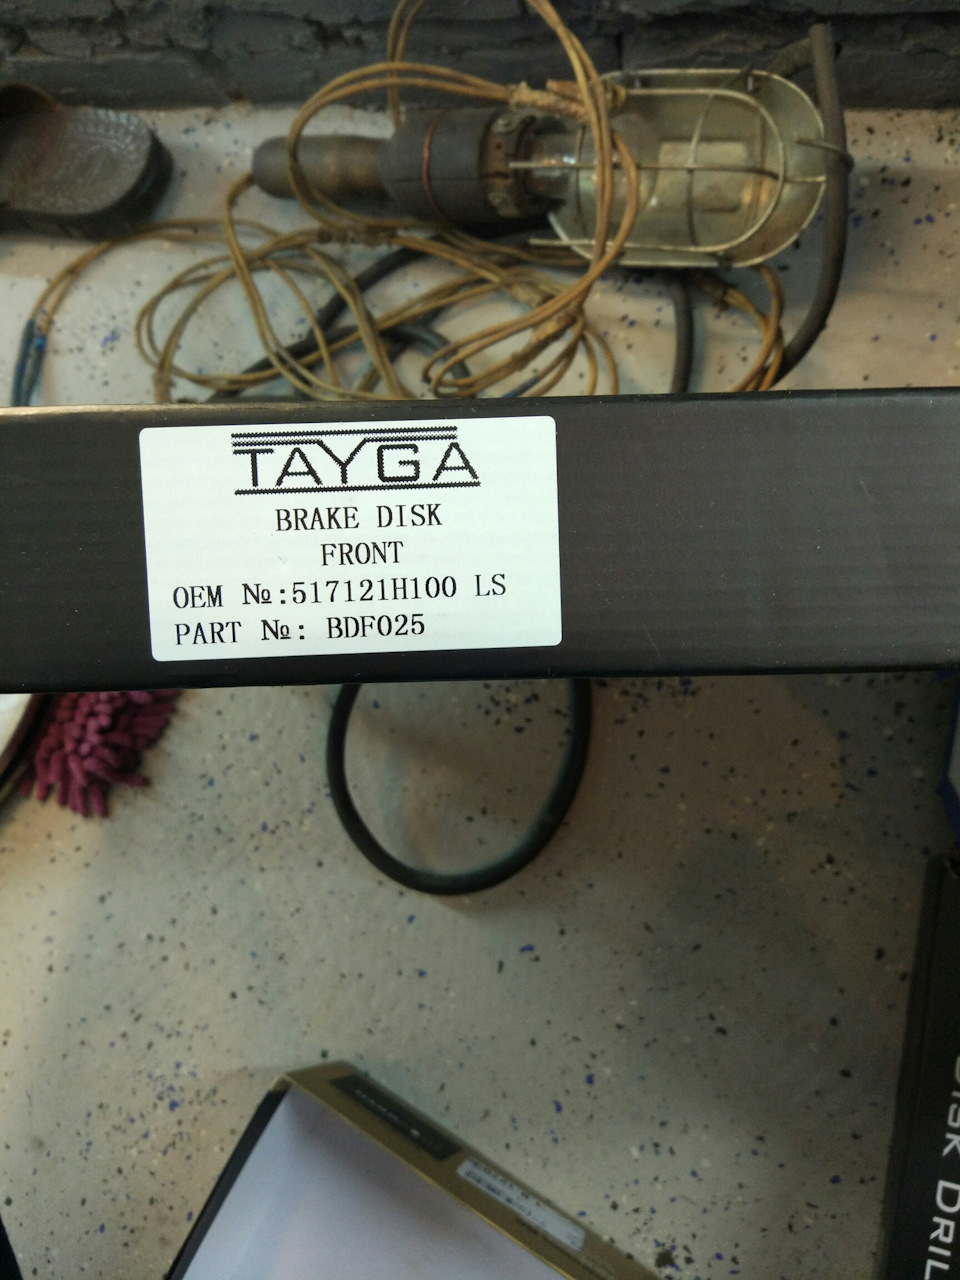 TAYGA
BRAKE DISK
FRONT
OEM №:517121H100 LS
PART №: BDF025
DISK DRIL